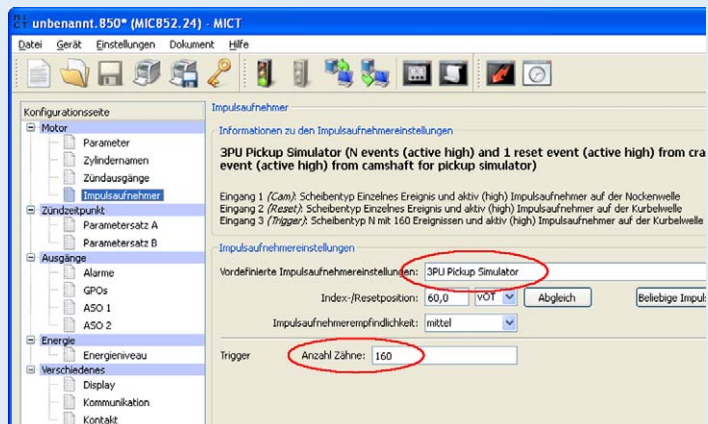 unbenannt.850* (MIC852.24) - MICT
Datei Gerät Einstellungen Dokument Hilfe
Konfigurationsseite
Motor
Parameter
Zylindernamen
Zündausgänge
Impulsaufnehmer
Zündzeitpunkt
Parametersatz A
Parametersatz B
Ausgänge
Alarme
GPOs
ASO 1
ASO 2
Energie
Energieniveau
Verschiedenes
Display
Kommunikation
Kontakt
Impulsaufnehmer
Informationen zu den Impulsaufnehmereinstellungen
3PU Pickup Simulator (N events (active high) and 1 reset event (active high) from cra
event (active high) from camshaft for pickup simulator)
Eingang 1 (Cam): Scheibentyp Einzelnes Ereignis und aktiv (high) Impulsaufnehmer auf der Nockenwelle
Eingang 2 (Reset): Scheibentyp Einzelnes Ereignis und aktiv (high) Impulsaufnehmer auf der Kurbelwelle
Eingang 3 (Trigger): Scheibentyp N mit 160 Ereignissen und aktiv (high) Impulsaufnehmer auf der Kurbelwelle
Impulsaufnehmereinstellungen
Vordefinierte Impulsaufnehmereinstellungen: 3PU Pickup Simulator
Index-/Resetposition: 60,0 vOT Abgleich Beliebige Impul
Impulsaufnehmerempfindlichkeit: mittel
Trigger Anzahl Zähne: 160